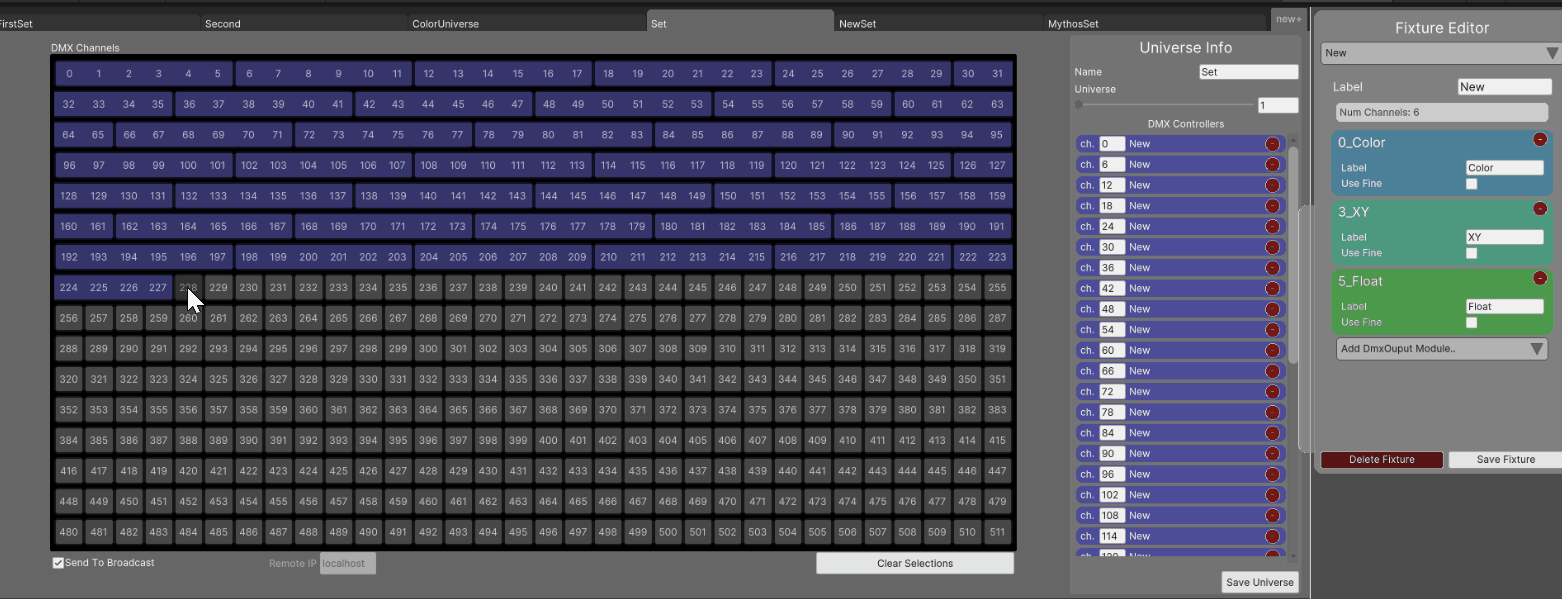 FirstSet Second ColorUniverse Set NewSet MythosSet new+
DMX Channels
0 1 2 3 4 5 6 7 8 9 10 11 12 13 14 15 16 17 18 19 20 21 22 23 24 25 26 27 28 29 30 31
32 33 34 35 36 37 38 39 40 41 42 43 44 45 46 47 48 49 50 51 52 53 54 55 56 57 58 59 60 61 62 63
64 65 66 67 68 69 70 71 72 73 74 75 76 77 78 79 80 81 82 83 84 85 86 87 88 89 90 91 92 93 94 95
96 97 98 99 100 101 102 103 104 105 106 107 108 109 110 111 112 113 114 115 116 117 118 119 120 121 122 123 124 125 126 127
128 129 130 131 132 133 134 135 136 137 138 139 140 141 142 143 144 145 146 147 148 149 150 151 152 153 154 155 156 157 158 159
160 161 162 163 164 165 166 167 168 169 170 171 172 173 174 175 176 177 178 179 180 181 182 183 184 185 186 187 188 189 190 191
192 193 194 195 196 197 198 199 200 201 202 203 204 205 206 207 208 209 210 211 212 213 214 215 216 217 218 219 220 221 222 223
224 225 226 227 228 229 230 231 232 233 234 235 236 237 238 239 240 241 242 243 244 245 246 247 248 249 250 251 252 253 254 255
256 257 258 259 260 261 262 263 264 265 266 267 268 269 270 271 272 273 274 275 276 277 278 279 280 281 282 283 284 285 286 287
288 289 290 291 292 293 294 295 296 297 298 299 300 301 302 303 304 305 306 307 308 309 310 311 312 313 314 315 316 317 318 319
320 321 322 323 324 325 326 327 328 329 330 331 332 333 334 335 336 337 338 339 340 341 342 343 344 345 346 347 348 349 350 351
352 353 354 355 356 357 358 359 360 361 362 363 364 365 366 367 368 369 370 371 372 373 374 375 376 377 378 379 380 381 382 383
384 385 386 387 388 389 390 391 392 393 394 395 396 397 398 399 400 401 402 403 404 405 406 407 408 409 410 411 412 413 414 415
416 417 418 419 420 421 422 423 424 425 426 427 428 429 430 431 432 433 434 435 436 437 438 439 440 441 442 443 444 445 446 447
448 449 450 451 452 453 454 455 456 457 458 459 460 461 462 463 464 465 466 467 468 469 470 471 472 473 474 475 476 477 478 479
480 481 482 483 484 485 486 487 488 489 490 491 492 493 494 495 496 497 498 499 500 501 502 503 504 505 506 507 508 509 510 511
Send To Broadcast Remote IP localhost Clear Selections
Universe Info
Name Set
Universe
1
DMX Controllers
ch. 0 New
ch. 6 New
ch. 12 New
ch. 18 New
ch. 24 New
ch. 30 New
ch. 36 New
ch. 42 New
ch. 48 New
ch. 54 New
ch. 60 New
ch. 66 New
ch. 72 New
ch. 78 New
ch. 84 New
ch. 90 New
ch. 96 New
ch. 102 New
ch. 108 New
ch. 114 New
ch. 120 New
Save Universe
Fixture Editor
New
Label New
Num Channels: 6
0_Color
Label Color
Use Fine
3_XY
Label XY
Use Fine
5_Float
Label Float
Use Fine
Add DmxOuput Module..
Delete Fixture Save Fixture